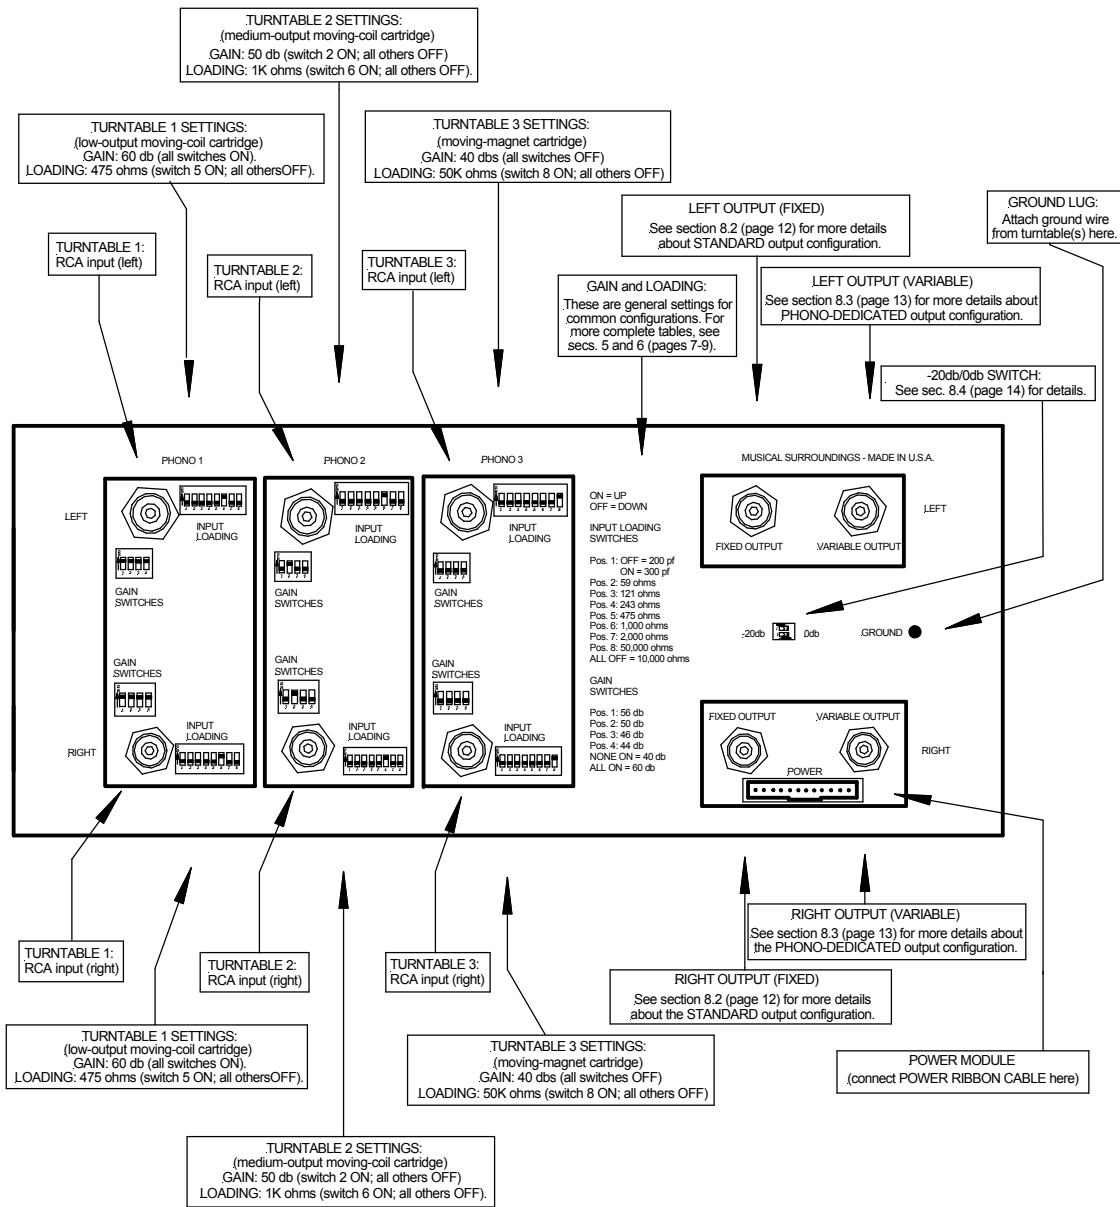 TURNTABLE 2 SETTINGS:
(medium-output moving-coil cartridge)
GAIN: 50 db (switch 2 ON; all others OFF)
LOADING: 1K ohms (switch 6 ON; all others OFF).
TURNTABLE 1 SETTINGS:
(low-output moving-coil cartridge)
GAIN: 60 db (all switches ON).
LOADING: 475 ohms (switch 5 ON; all othersOFF).
TURNTABLE 3 SETTINGS:
(moving-magnet cartridge)
GAIN: 40 dbs (all switches OFF)
LOADING: 50K ohms (switch 8 ON; all others OFF)
LEFT OUTPUT (FIXED)
See section 8.2 (page 12) for more details
about STANDARD output configuration.
GROUND LUG:
Attach ground wire
from turntable(s) here.
TURNTABLE 1:
RCA input (left)
TURNTABLE 2:
RCA input (left)
TURNTABLE 3:
RCA input (left)
GAIN and LOADING:
These are general settings for
common configurations. For
more complete tables, see
secs. 5 and 6 (pages 7-9).
LEFT OUTPUT (VARIABLE)
See section 8.3 (page 13) for more details about
PHONO-DEDICATED output configuration.
-20db/0db SWITCH:
See sec. 8.4 (page 14) for details.
PHONO 1
PHONO 2
PHONO 3
MUSICAL SURROUNDINGS - MADE IN U.S.A.
LEFT
INPUT
LOADING
GAIN
SWITCHES
GAIN
SWITCHES
INPUT
LOADING
RIGHT
INPUT
LOADING
GAIN
SWITCHES
GAIN
SWITCHES
INPUT
LOADING
INPUT
LOADING
GAIN
SWITCHES
GAIN
SWITCHES
INPUT
LOADING
ON = UP
OFF = DOWN
INPUT LOADING
SWITCHES
Pos. 1: OFF = 200 pf
ON = 300 pf
Pos. 2: 59 ohms
Pos. 3: 121 ohms
Pos. 4: 243 ohms
Pos. 5: 475 ohms
Pos. 6: 1,000 ohms
Pos. 7: 2,000 ohms
Pos. 8: 50,000 ohms
ALL OFF = 10,000 ohms
GAIN
SWITCHES
Pos. 1: 56 db
Pos. 2: 50 db
Pos. 3: 46 db
Pos. 4: 44 db
NONE ON = 40 db
ALL ON = 60 db
FIXED OUTPUT
VARIABLE OUTPUT
LEFT
-20db
0db
GROUND
FIXED OUTPUT
VARIABLE OUTPUT
RIGHT
POWER
TURNTABLE 1:
RCA input (right)
TURNTABLE 2:
RCA input (right)
TURNTABLE 3:
RCA input (right)
RIGHT OUTPUT (VARIABLE)
See section 8.3 (page 13) for more details about
the PHONO-DEDICATED output configuration.
RIGHT OUTPUT (FIXED)
See section 8.2 (page 12) for more details
about the STANDARD output configuration.
TURNTABLE 1 SETTINGS:
(low-output moving-coil cartridge)
GAIN: 60 db (all switches ON).
LOADING: 475 ohms (switch 5 ON; all othersOFF).
TURNTABLE 3 SETTINGS:
(moving-magnet cartridge)
GAIN: 40 dbs (all switches OFF)
LOADING: 50K ohms (switch 8 ON; all others OFF)
POWER MODULE
(connect POWER RIBBON CABLE here)
TURNTABLE 2 SETTINGS:
(medium-output moving-coil cartridge)
GAIN: 50 db (switch 2 ON; all others OFF)
LOADING: 1K ohms (switch 6 ON; all others OFF).